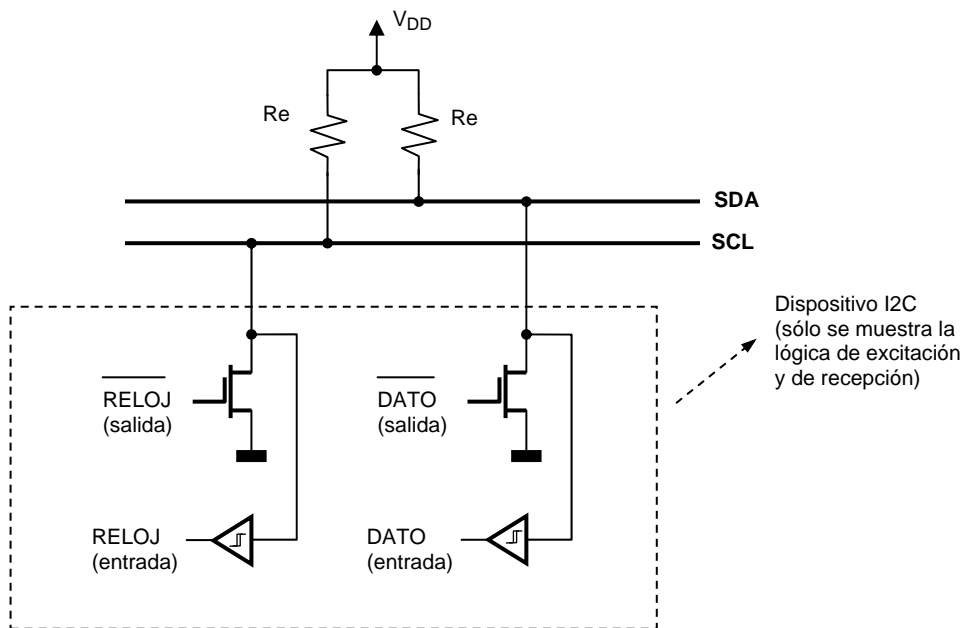 VDD
Re
Re
SDA
SCL
Dispositivo I2C
(sólo se muestra la
lógica de excitación
y de recepción)
RELOJ
(salida)
DATO
(salida)
RELOJ
(entrada)
DATO
(entrada)